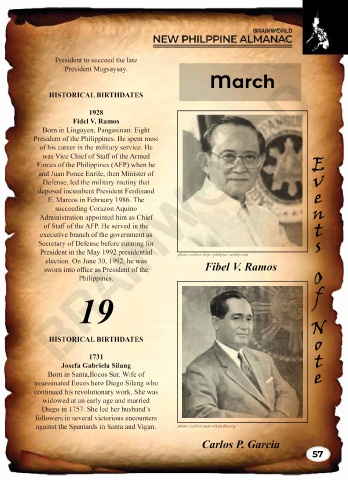 BRAINWORLD
NEW PHILPPINE ALMANAC
President to succeed the late
President Magsaysay.
HISTORICAL BIRTHDATES
1928
Fidel V. Ramos
Born in Lingayen, Pangasinan. Eight
President of the Philippines. He spent most
of his career in the military service. He
was Vice Chief of Staff of the Armed
Forces of the Philippines (AFP) when he
and Juan Ponce Enrile, then Minister of
Defense, led the military mutiny that
deposed incumbent President Ferdinand
E. Marcos in February 1986. The
succeeding Corazon Aquino
Administration appointed him as Chief
of Staff of the AFP. He served in the
executive branch of the government as
Secretary of Defense before running for
President in the May 1992 presidential
election. On June 30, 1992, he was
sworn into office as President of the
Philippines.
19
HISTORICAL BIRTHDATES
1731
Josefa Gabriela Silang
Born in Santa,Ilocos Sur. Wife of
assassinated Ilocos hero Diego Silang who
continued his revolutionary work. She was
widowed at an early age and married
Diego in 1757. She led her husband's
followers in several victorious encounters
against the Spaniards in Santa and Vigan.
March
Fibel V. Ramos
Carlos P. Garcia
Events Of Note
57